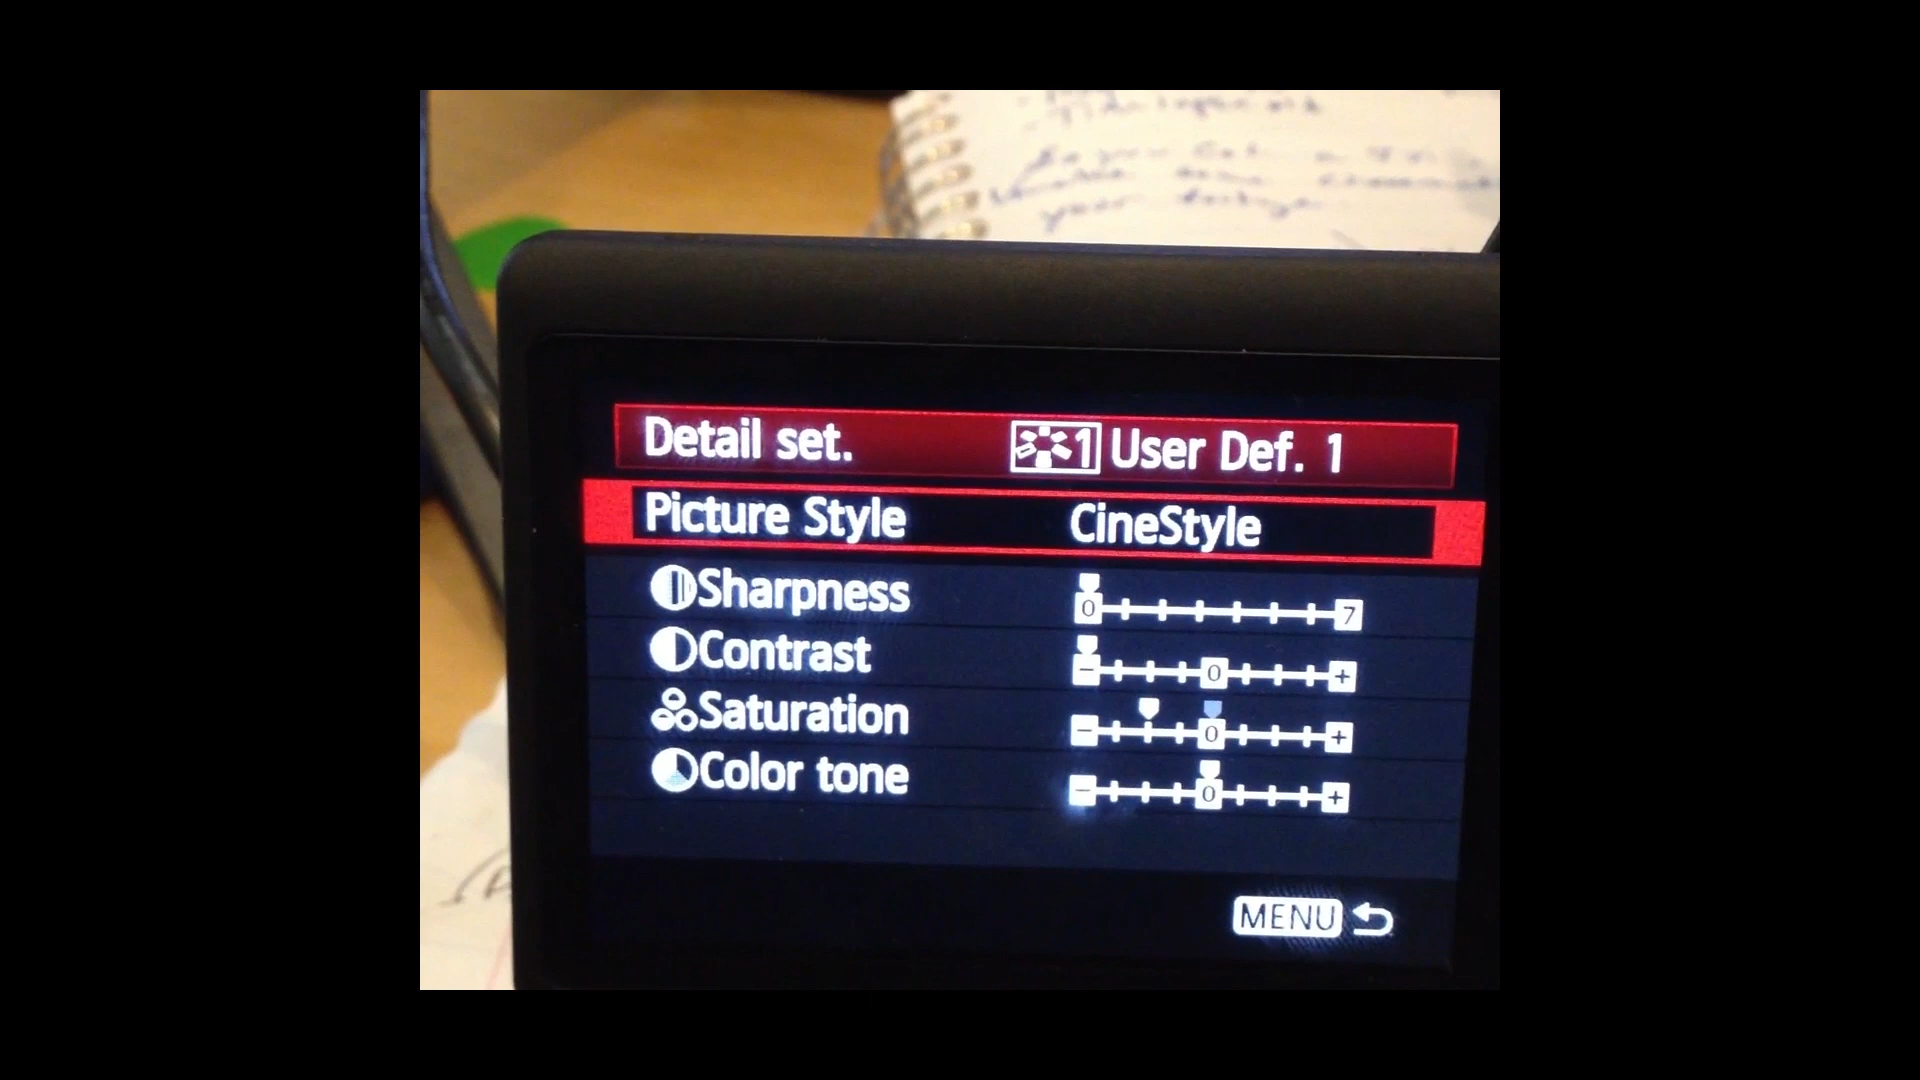 your
Detail set. 1 User Def. 1
Picture Style CineStyle
Sharpness 0 7
Contrast - 0 +
Saturation - 0 +
Color tone - 0 +
MENU